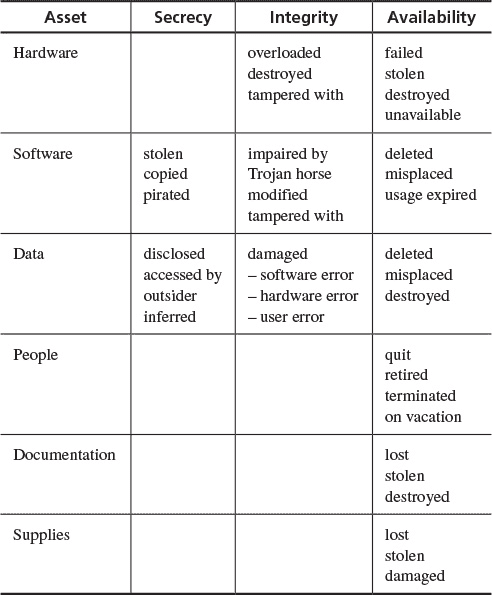 Asset Secrecy Integrity Availability
Hardware overloaded failed
destroyed stolen
tampered with destroyed
unavailable
Software stolen impaired by deleted
copied Trojan horse misplaced
pirated modified usage expired
tampered with
Data disclosed damaged deleted
accessed by – software error misplaced
outsider – hardware error destroyed
inferred – user error
People quit
retired
terminated
on vacation
Documentation lost
stolen
destroyed
Supplies lost
stolen
damaged